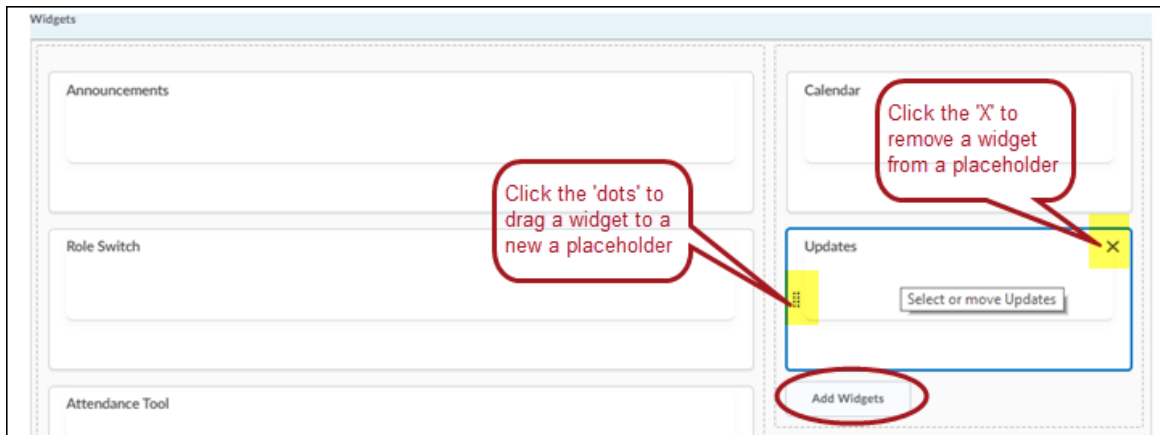 Widgets
Announcements
Calendar
Click the 'X' to
remove a widget
from a placeholder
Click the 'dots' to
drag a widget to a
new a placeholder
Role Switch
Updates
Select or move Updates
Attendance Tool
Add Widgets